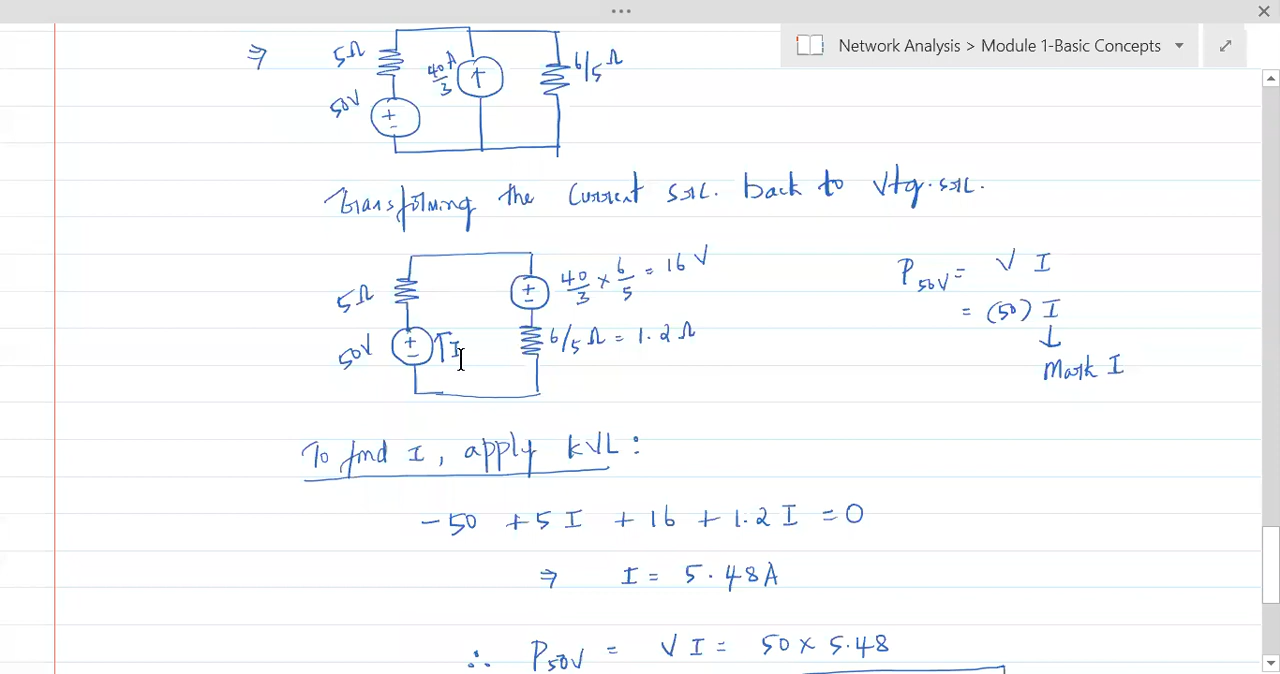 Network Analysis > Module 1-Basic Concepts
⇒ 5Ω 40/3 A 6/5 Ω
50V + -
Transforming the current src. back to vtg. src.
5Ω + - 40/3 × 6/5 = 16 V
50V + - I 6/5 Ω = 1.2 Ω
P50V = V I
= (50) I
↓
Mark I
To find I, apply KVL:
-50 + 5 I + 16 + 1.2 I = 0
⇒ I = 5.48A
∴ P50V = V I = 50 × 5.48